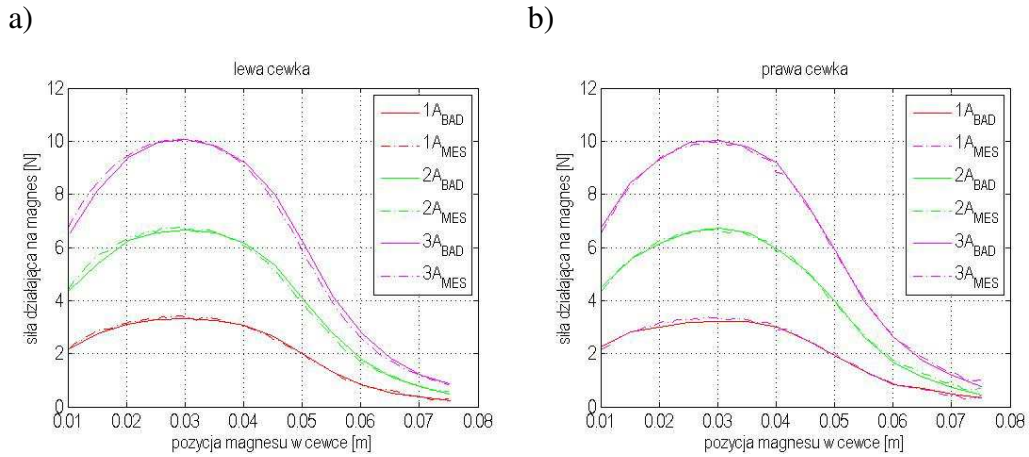 a)
b)
lewa cewka
prawa cewka
siła działająca na magnes [N]
12
10
8
6
4
2
0
0.01 0.02 0.03 0.04 0.05 0.06 0.07 0.08
pozycja magnesu w cewce [m]
1A_BAD
1A_MES
2A_BAD
2A_MES
3A_BAD
3A_MES
siła działająca na magnes [N]
12
10
8
6
4
2
0
0.01 0.02 0.03 0.04 0.05 0.06 0.07 0.08
pozycja magnesu w cewce [m]
1A_BAD
1A_MES
2A_BAD
2A_MES
3A_BAD
3A_MES